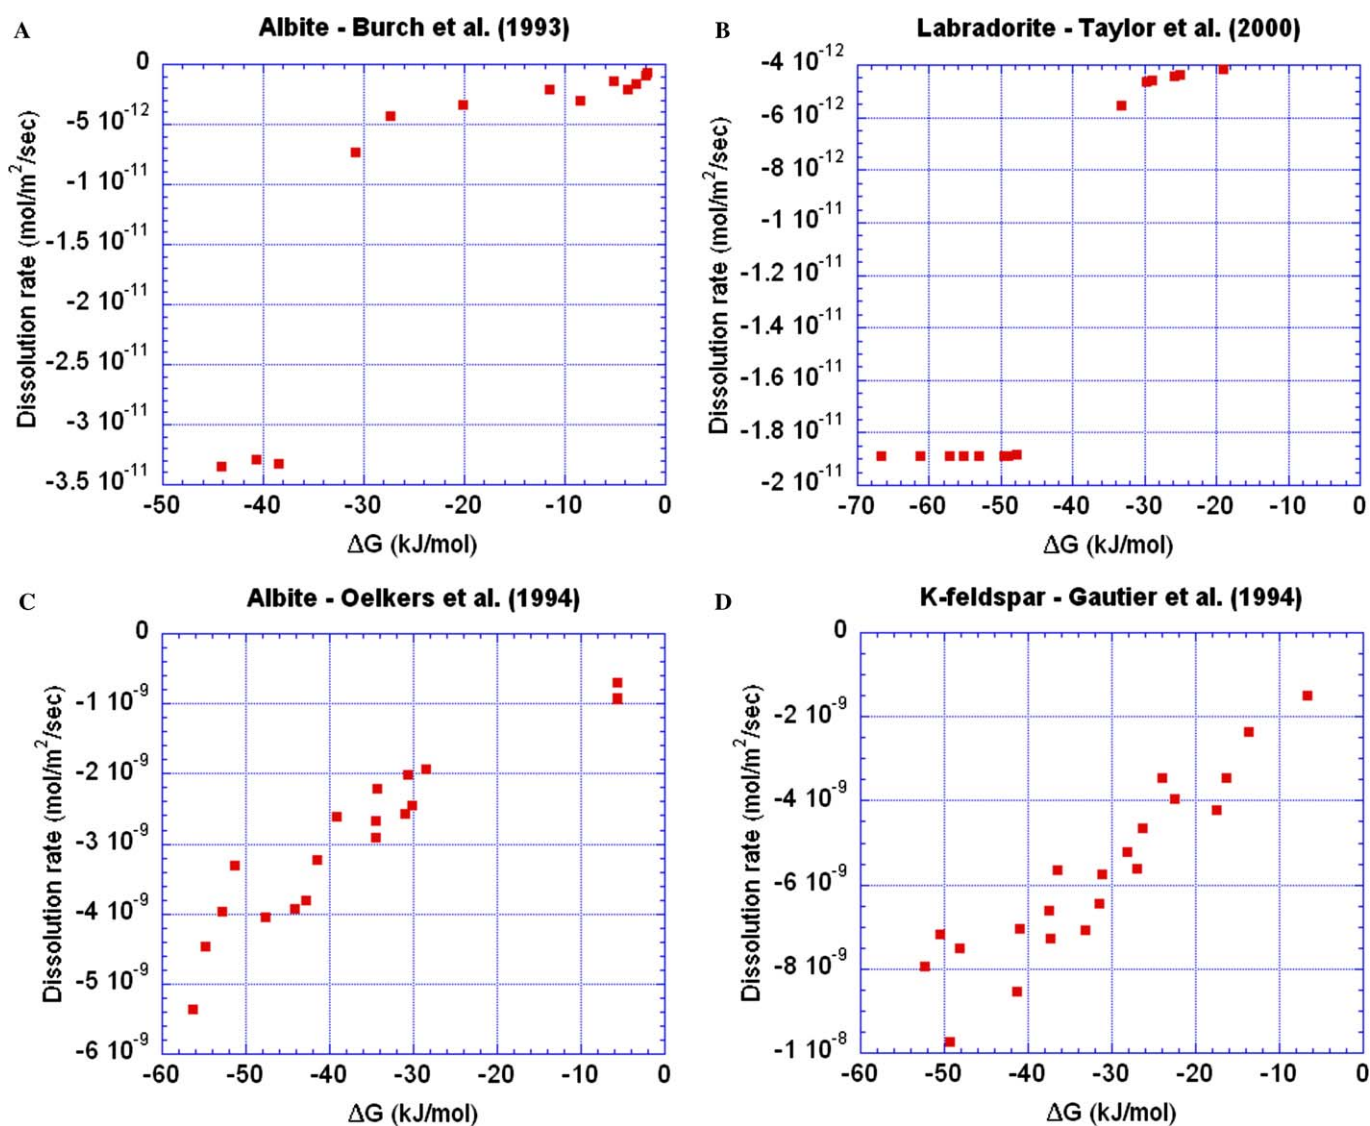 A
Albite - Burch et al. (1993)
Dissolution rate (mol/m²/sec)
0
-5 10⁻¹²
-1 10⁻¹¹
-1.5 10⁻¹¹
-2 10⁻¹¹
-2.5 10⁻¹¹
-3 10⁻¹¹
-3.5 10⁻¹¹
-50 -40 -30 -20 -10 0
ΔG (kJ/mol)
B
Labradorite - Taylor et al. (2000)
Dissolution rate (mol/m²/sec)
-4 10⁻¹²
-6 10⁻¹²
-8 10⁻¹²
-1 10⁻¹¹
-1.2 10⁻¹¹
-1.4 10⁻¹¹
-1.6 10⁻¹¹
-1.8 10⁻¹¹
-2 10⁻¹¹
-70 -60 -50 -40 -30 -20 -10 0
ΔG (kJ/mol)
C
Albite - Oelkers et al. (1994)
Dissolution rate (mol/m²/sec)
0
-1 10⁻⁹
-2 10⁻⁹
-3 10⁻⁹
-4 10⁻⁹
-5 10⁻⁹
-6 10⁻⁹
-60 -50 -40 -30 -20 -10 0
ΔG (kJ/mol)
D
K-feldspar - Gautier et al. (1994)
Dissolution rate (mol/m²/sec)
0
-2 10⁻⁹
-4 10⁻⁹
-6 10⁻⁹
-8 10⁻⁹
-1 10⁻⁸
-60 -50 -40 -30 -20 -10 0
ΔG (kJ/mol)